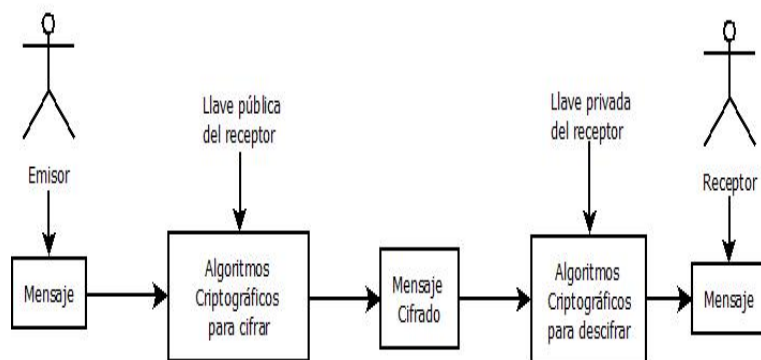 Emisor
Llave pública
del receptor
Llave privada
del receptor
Receptor
Mensaje
Algoritmos
Criptográficos
para cifrar
Mensaje
Cifrado
Algoritmos
Criptográficos
para descifrar
Mensaje